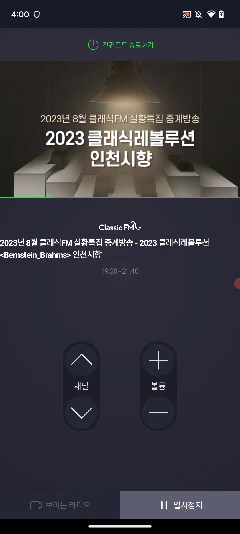 4:00
2023년 8월 클래식FM 실황특집 중계방송
2023 클래식레볼루션
인천시향
Classic FM
2023년 8월 클래식FM 실황특집 중계방송 - 2023 클래식레볼루션
<Bernstein_Brahms> 인천시향
19:30 - 21:40
채널
볼륨
보이는 라디오
일시정지